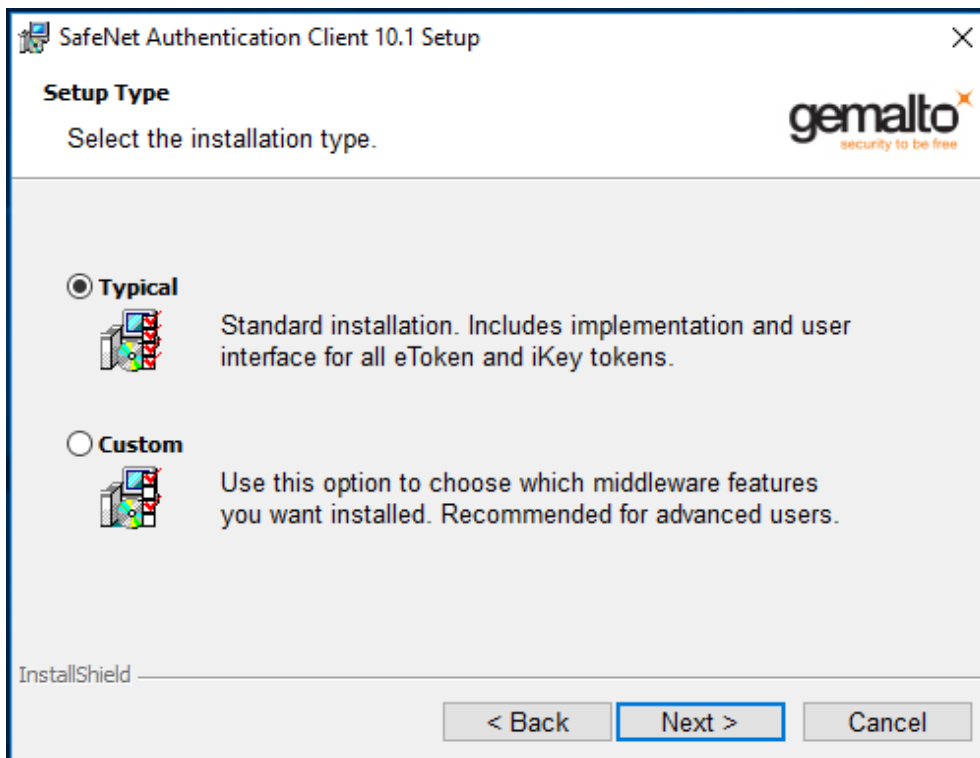 SafeNet Authentication Client 10.1 Setup
Setup Type
Select the installation type.
gemalto
security to be free
Typical
Standard installation. Includes implementation and user
interface for all eToken and iKey tokens.
Custom
Use this option to choose which middleware features
you want installed. Recommended for advanced users.
InstallShield
< Back
Next >
Cancel